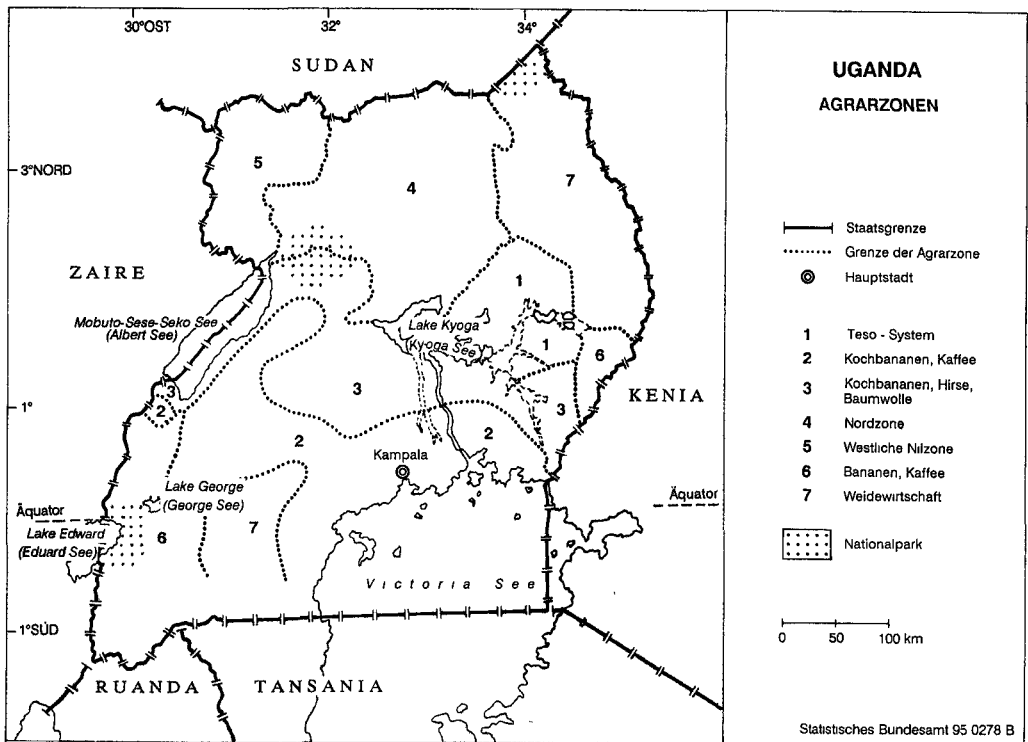 30°OST
32°
34°
SUDAN
3°NORD
5
4
7
ZAIRE
Mobuto-Sese-Seko See
(Albert See)
1
Lake Kyoga
(Kyoga See)
1
6
3
2
3
3
KENIA
1°
2
2
Kampala
Lake George
(George See)
Äquator
Äquator
7
6
Lake Edward
(Eduard See)
Victoria See
1°SÜD
RUANDA
TANSANIA
UGANDA
AGRARZONEN
Staatsgrenze
Grenze der Agrarzone
Hauptstadt
1 Teso - System
2 Kochbananen, Kaffee
3 Kochbananen, Hirse,
Baumwolle
4 Nordzone
5 Westliche Nilzone
6 Bananen, Kaffee
7 Weidewirtschaft
Nationalpark
0 50 100 km
Statistisches Bundesamt 95 0278 B